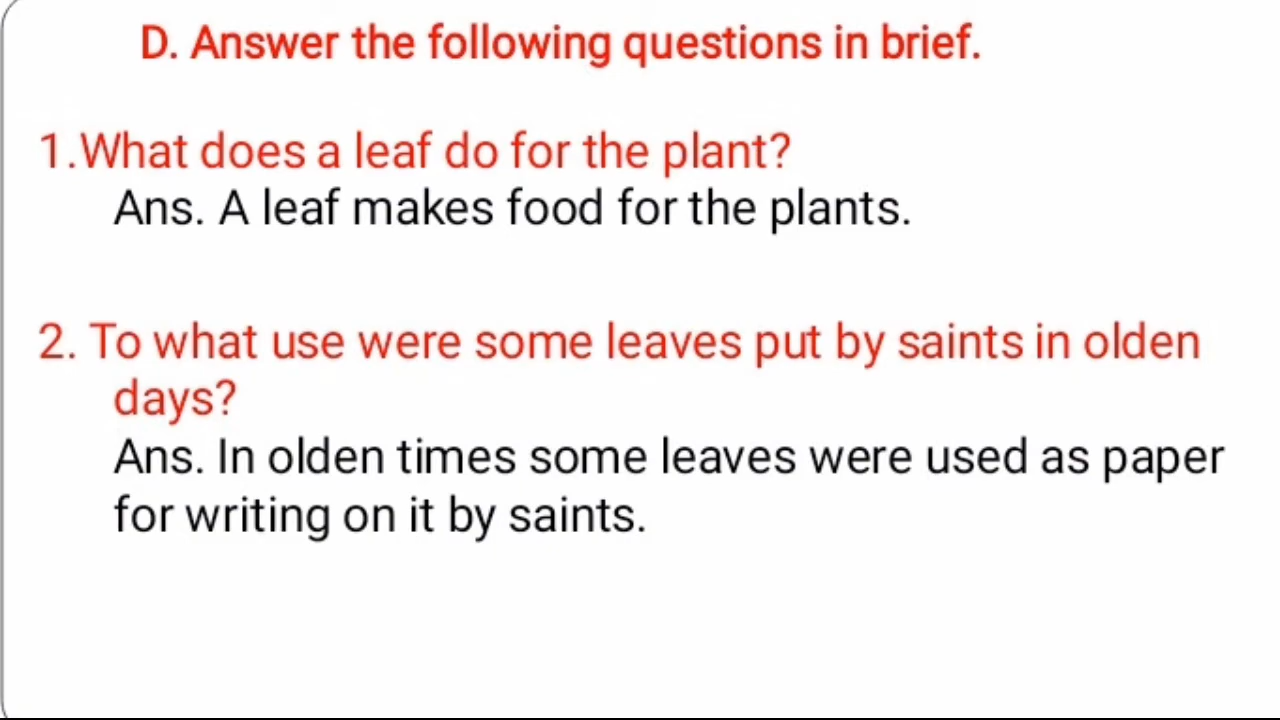 D. Answer the following questions in brief.
1.What does a leaf do for the plant?
Ans. A leaf makes food for the plants.
2. To what use were some leaves put by saints in olden
days?
Ans. In olden times some leaves were used as paper
for writing on it by saints.